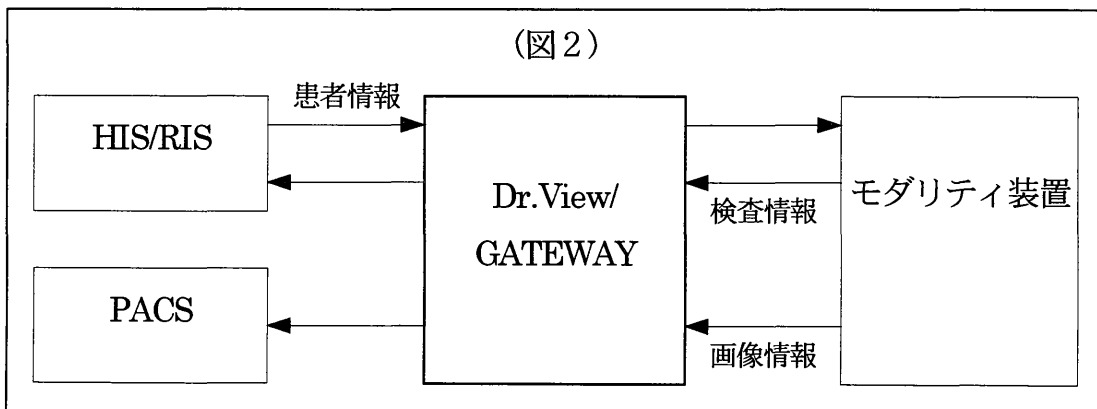 (図2)
患者情報
HIS/RIS
Dr.View/
GATEWAY
モダリティ装置
検査情報
PACS
画像情報